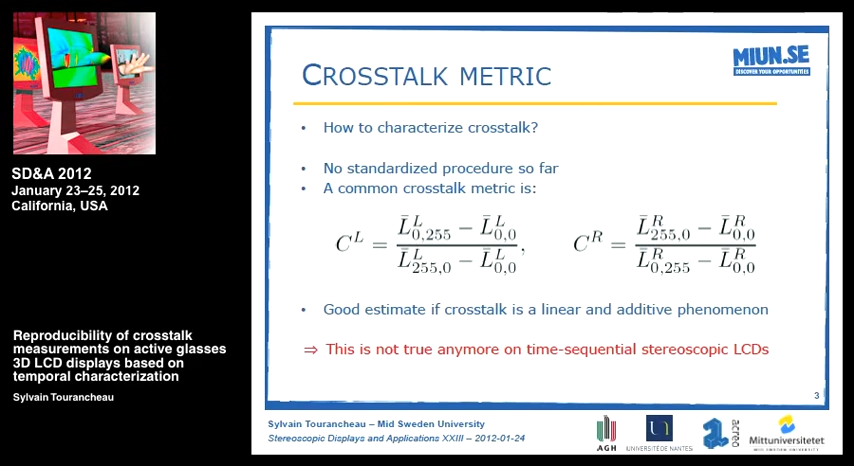 SD&A 2012
January 23–25, 2012
California, USA
Reproducibility of crosstalk
measurements on active glasses
3D LCD displays based on
temporal characterization
Sylvain Tourancheau
MIUN.SE
DISCOVER YOUR OPPORTUNITIES
CROSSTALK METRIC
• How to characterize crosstalk?
• No standardized procedure so far
• A common crosstalk metric is:
C^L = (L̄^L_{0,255} − L̄^L_{0,0}) / (L̄^L_{255,0} − L̄^L_{0,0}), C^R = (L̄^R_{255,0} − L̄^R_{0,0}) / (L̄^R_{0,255} − L̄^R_{0,0})
• Good estimate if crosstalk is a linear and additive phenomenon
⇒ This is not true anymore on time-sequential stereoscopic LCDs
3
Sylvain Tourancheau – Mid Sweden University
Stereoscopic Displays and Applications XXIII – 2012-01-24
AGH
UNIVERSITÉ DE NANTES
acreo
Mittuniversitetet
MID SWEDEN UNIVERSITY